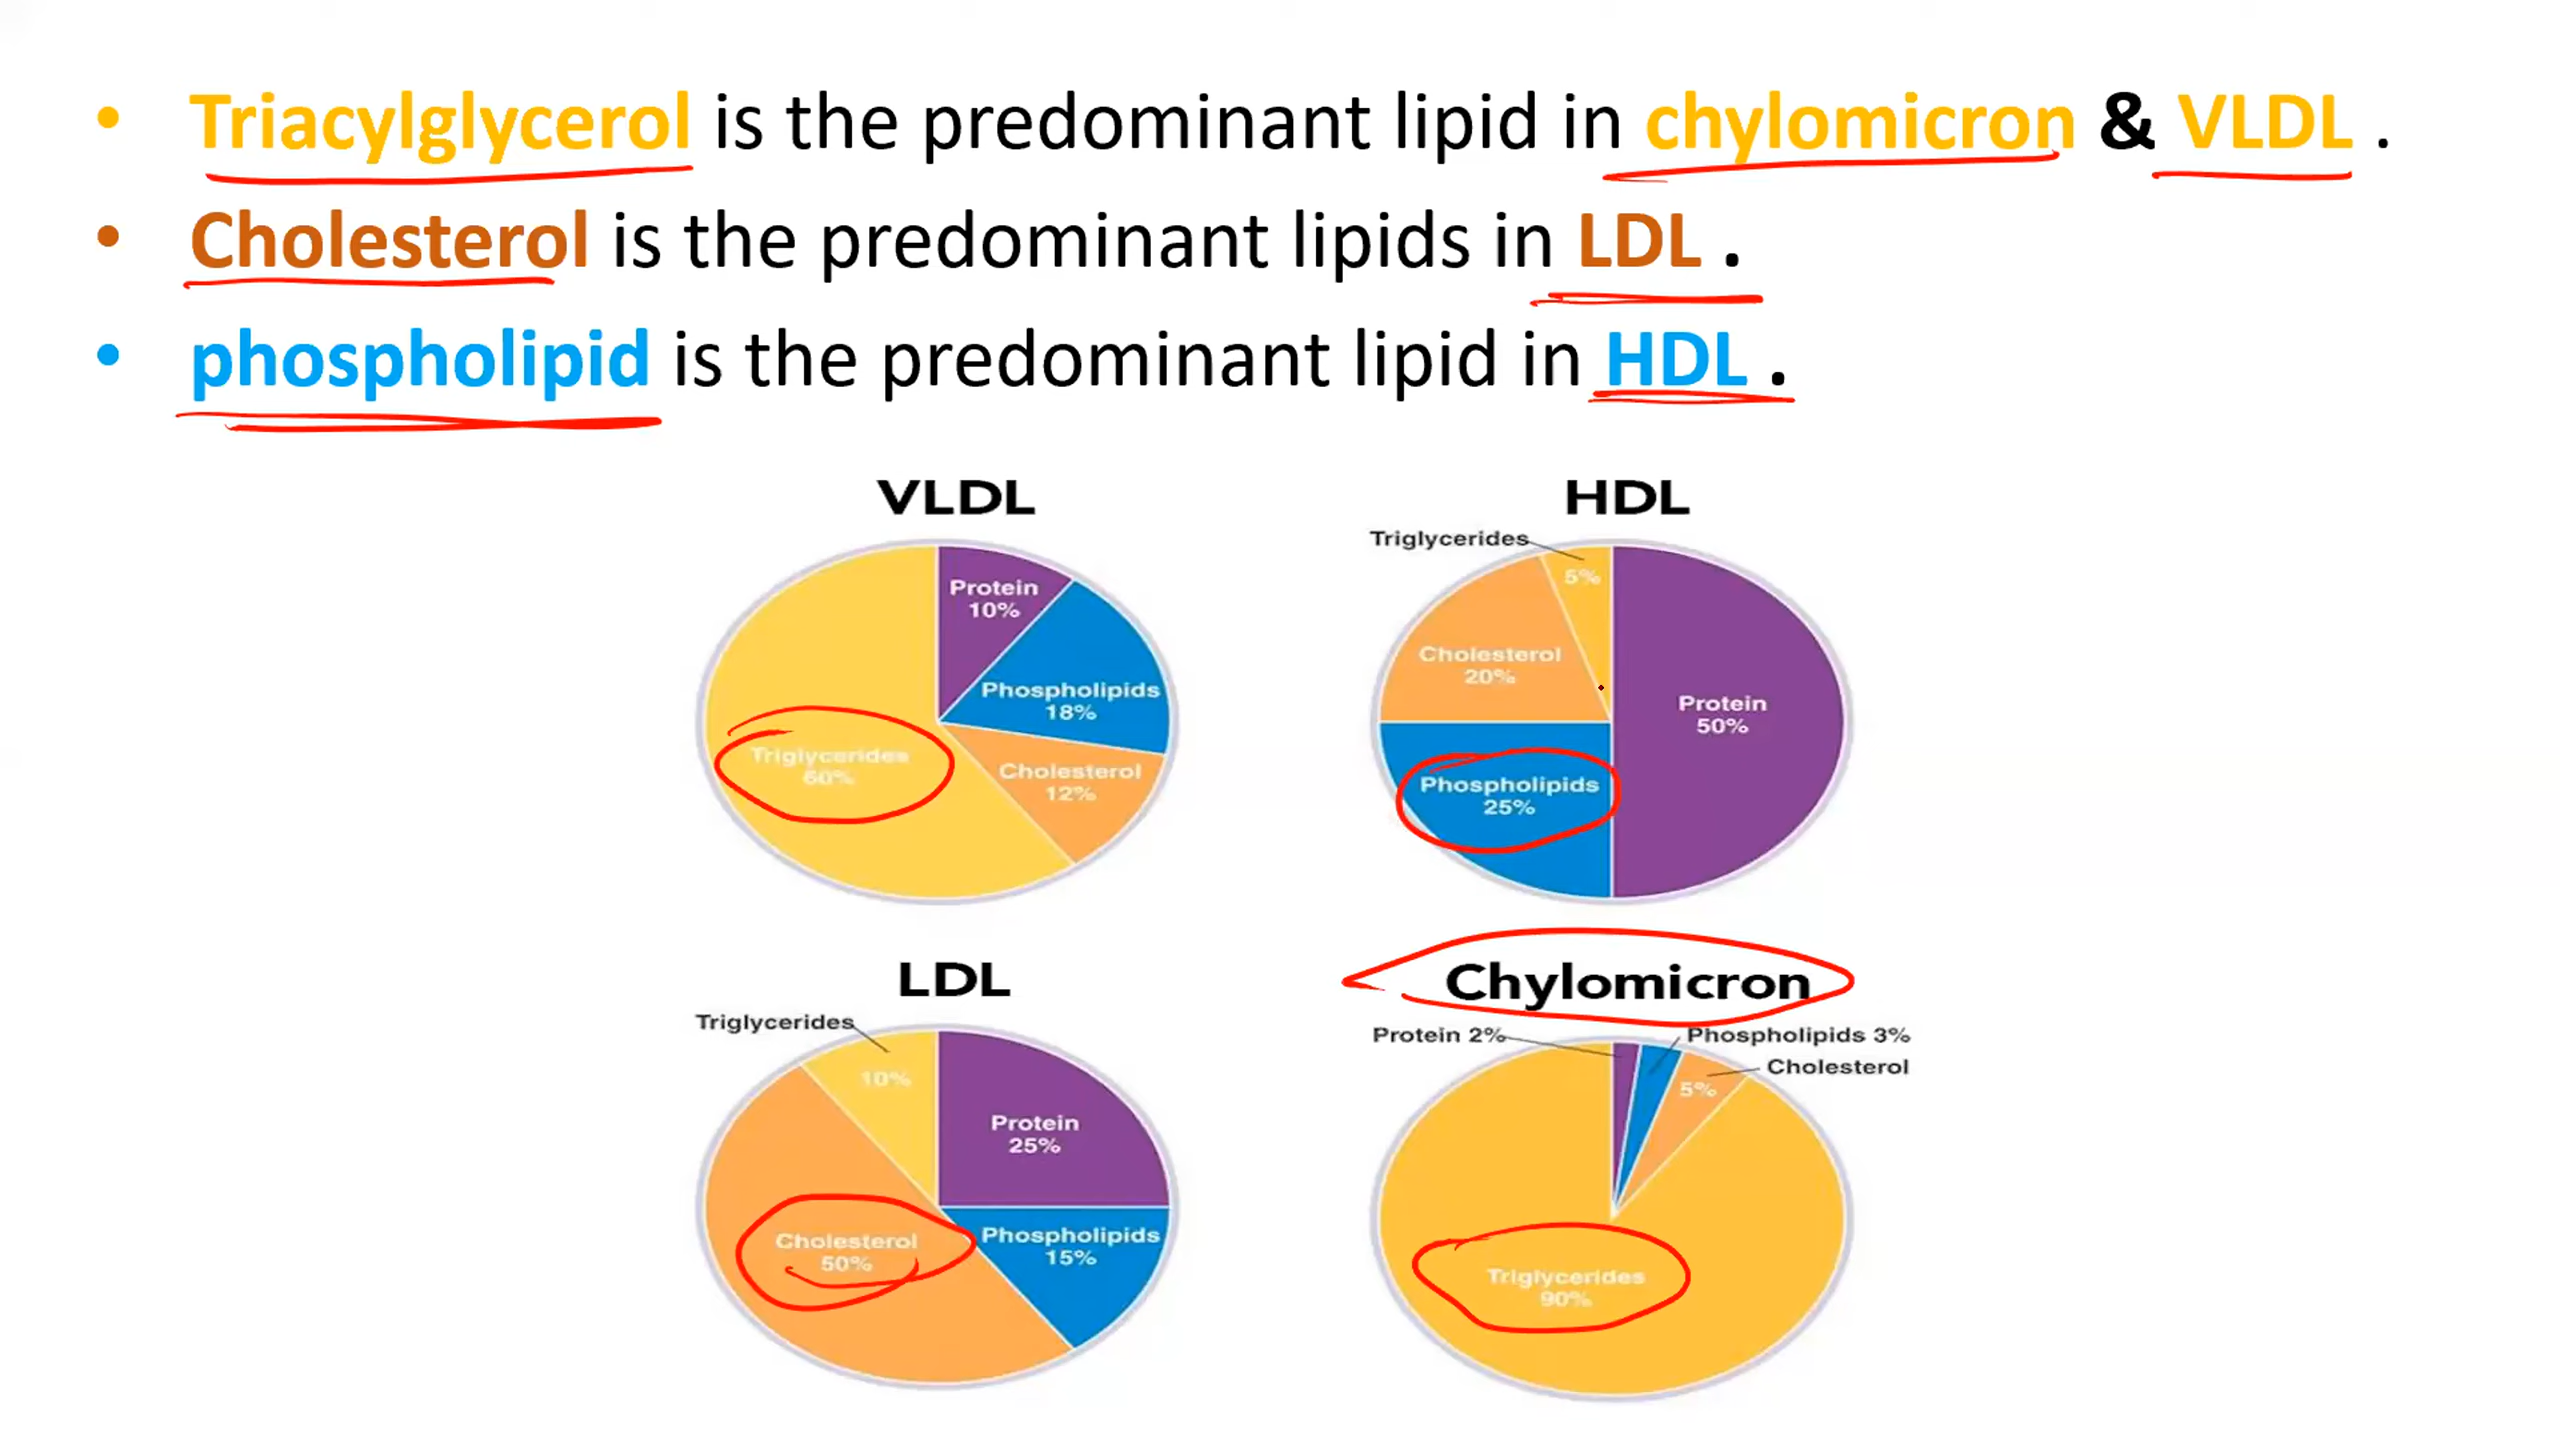 • Triacylglycerol is the predominant lipid in chylomicron & VLDL .
• Cholesterol is the predominant lipids in LDL .
• phospholipid is the predominant lipid in HDL .
VLDL
Protein
10%
Phospholipids
18%
Cholesterol
12%
Triglycerides
60%
HDL
Triglycerides
5%
Cholesterol
20%
Protein
50%
Phospholipids
25%
LDL
Triglycerides
10%
Protein
25%
Cholesterol
50%
Phospholipids
15%
Chylomicron
Protein 2%
Phospholipids 3%
Cholesterol
5%
Triglycerides
90%